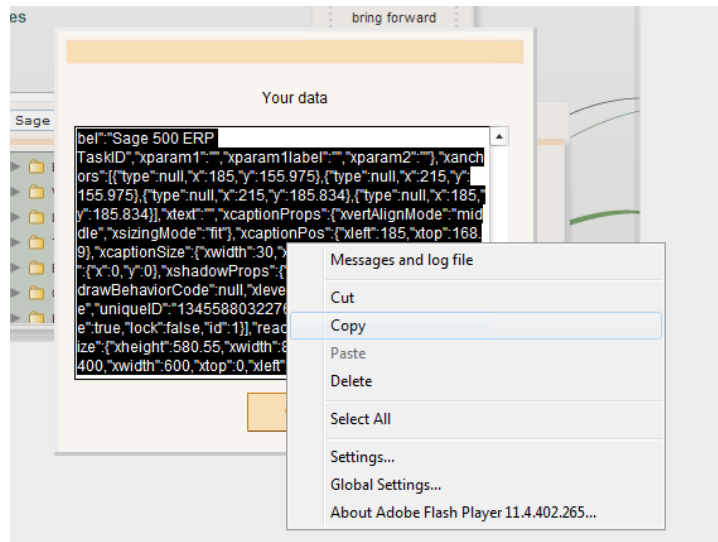 es
bring forward
Your data
Sage
bel":"Sage 500 ERP
TaskID","xparam1":"","xparam1label":"","xparam2":""},"xanch
ors":[{"type":null,"x":185,"y":155.975},{"type":null,"x":215,"y":
155.975},{"type":null,"x":215,"y":185.834},{"type":null,"x":185,"
y":185.834}],"xtext":"","xcaptionProps":{"xvertAlignMode":"mid
dle","xsizingMode":"fit"},"xcaptionPos":{"xleft":185,"xtop":168.
9},"xcaptionSize":{"xwidth":30,"x
":{"x":0,"y":0},"xshadowProps":{"
drawBehaviorCode":null,"xleve
e","uniqueID":"1345588032276
e":true,"lock":false,"id":1}],"reac
ize":{"xheight":580.55,"xwidth":8
400,"xwidth":600,"xtop":0,"xleft"
Messages and log file
Cut
Copy
Paste
Delete
Select All
Settings...
Global Settings...
About Adobe Flash Player 11.4.402.265...